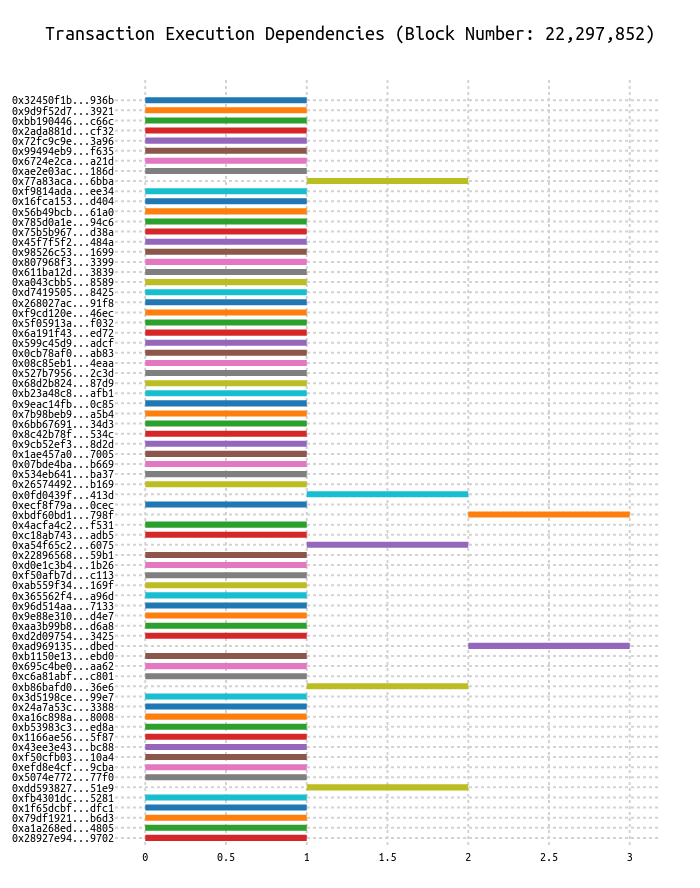 Transaction Execution Dependencies (Block Number: 22,297,852)
0x32450f1b...936b
0x9d9f52d7...3921
0xbb190446...c66c
0x2ada881d...cf32
0x72fc9c9e...3a96
0x99494eb9...f635
0x6724e2ca...a21d
0xae2e03ac...186d
0x77a83aca...6bba
0xf9814ada...ee34
0x16fca153...d404
0x56b49bcb...61a0
0x785d0a1e...94c6
0x75b5b967...d38a
0x45f7f5f2...484a
0x98526c53...1699
0x807968f3...3399
0x611ba12d...3839
0xa043cbb5...8589
0xd7419505...8425
0x268027ac...91f8
0xf9cd120e...46ec
0x5f05913a...f032
0x6a191f43...ed72
0x599c45d9...adcf
0x0cb78af0...ab83
0x08c85eb1...4eaa
0x527b7956...2c3d
0x68d2b824...87d9
0xb23a48c8...afb1
0x9eac14fb...0c85
0x7b98beb9...a5b4
0x6bb67691...34d3
0x8c42b78f...534c
0x9cb52ef3...8d2d
0x1ae457a0...7005
0x07bde4ba...b669
0x534eb641...ba37
0x26574492...b169
0x0fd0439f...413d
0xecf8f79a...0cec
0xbdf60bd1...798f
0x4acfa4c2...f531
0xc18ab743...adb5
0xa54f65c2...6075
0x22896568...59b1
0xd0e1c3b4...1b26
0xf50afb7d...c113
0xab559f34...169f
0x365562f4...a96d
0x96d514aa...7133
0x9e88e310...d4e7
0xaa3b99b8...d6a8
0xd2d09754...3425
0xad969135...dbed
0xb1150e13...ebd0
0x695c4be0...aa62
0xc6a81abf...c801
0xb86bafd0...36e6
0x3d5198ce...99e7
0x24a7a53c...3388
0xa16c898a...8008
0xb53983c3...ed8a
0x1166ae56...5f87
0x43ee3e43...bc88
0xf50cfb03...10a4
0xefd8e4cf...9cba
0x5074e772...77f0
0xdd593827...51e9
0xfb4301dc...5281
0x1f65dcbf...dfc1
0x79df1921...b6d3
0xa1a268ed...4805
0x28927e94...9702
0 0.5 1 1.5 2 2.5 3